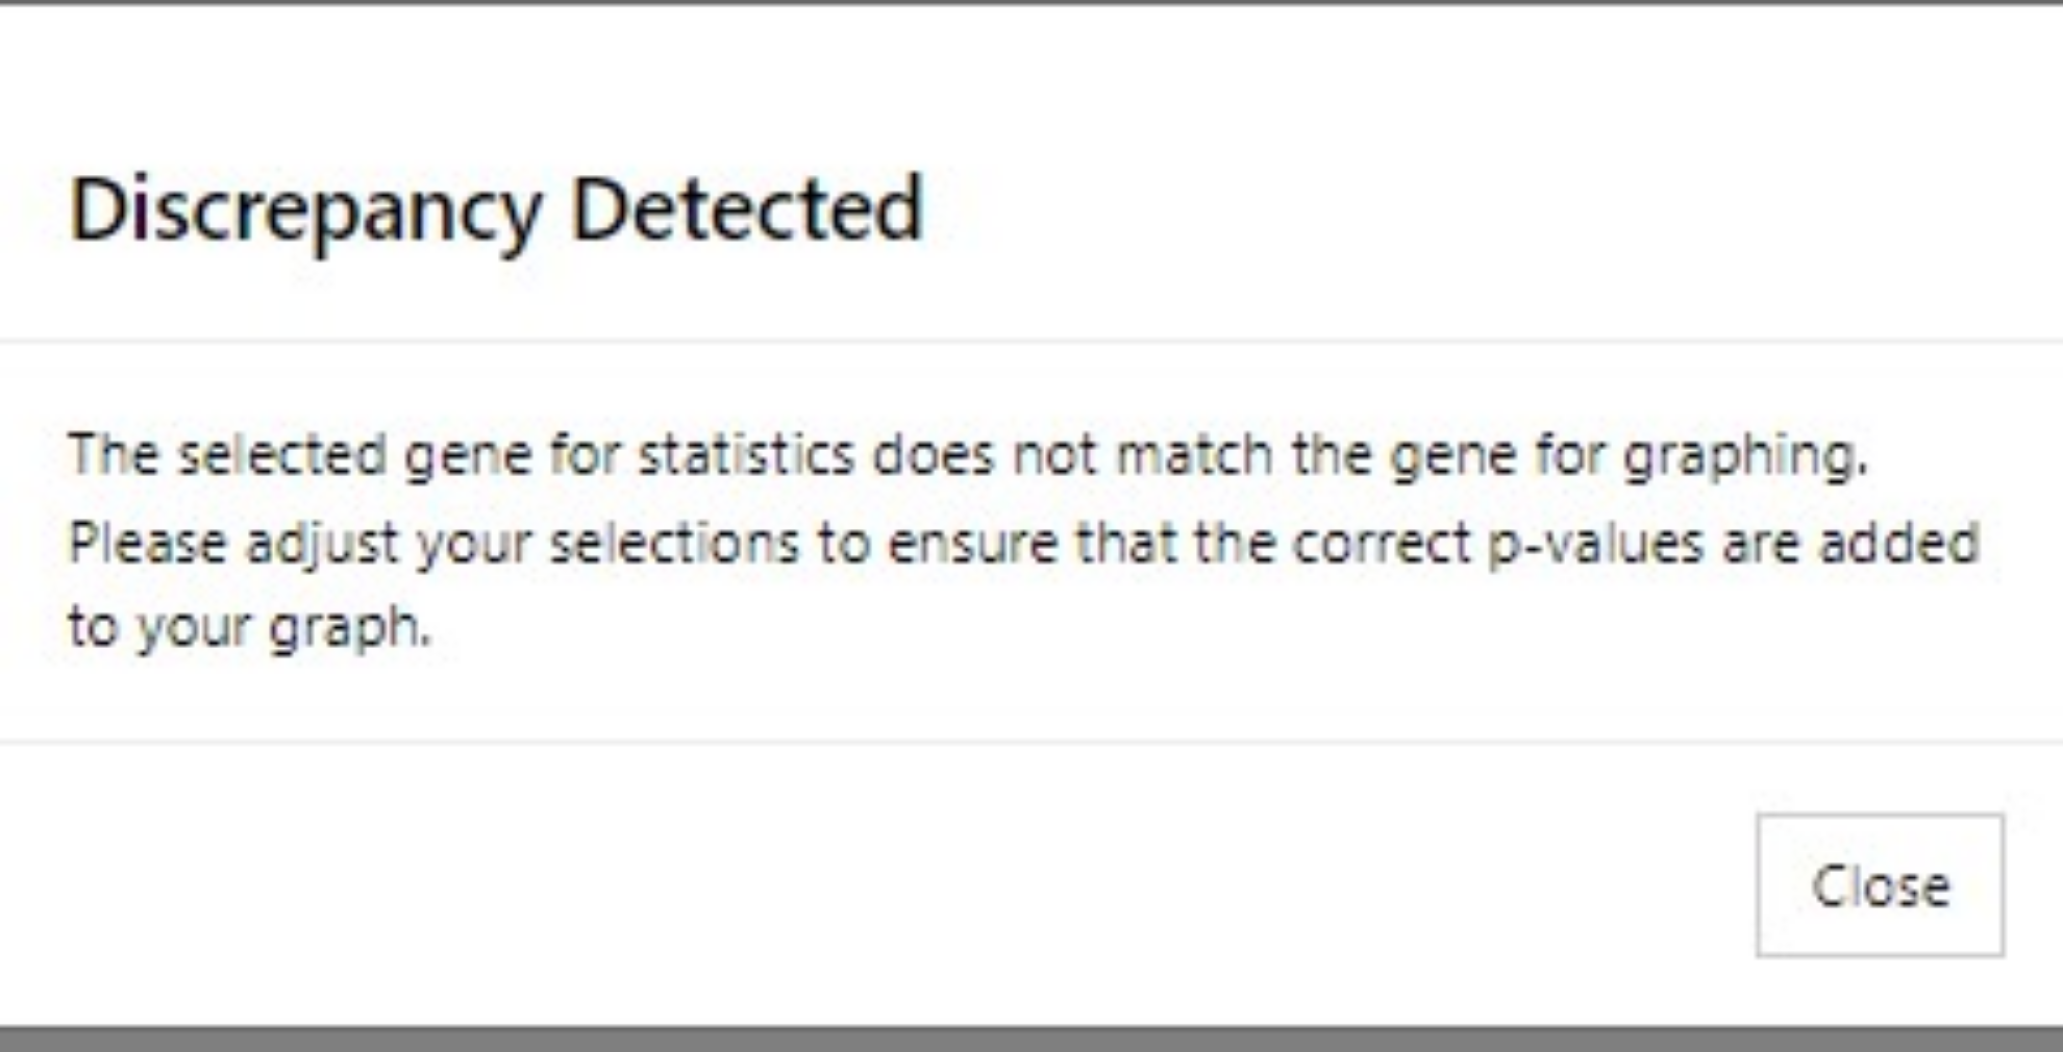 Discrepancy Detected
The selected gene for statistics does not match the gene for graphing.
Please adjust your selections to ensure that the correct p-values are added
to your graph.
Close